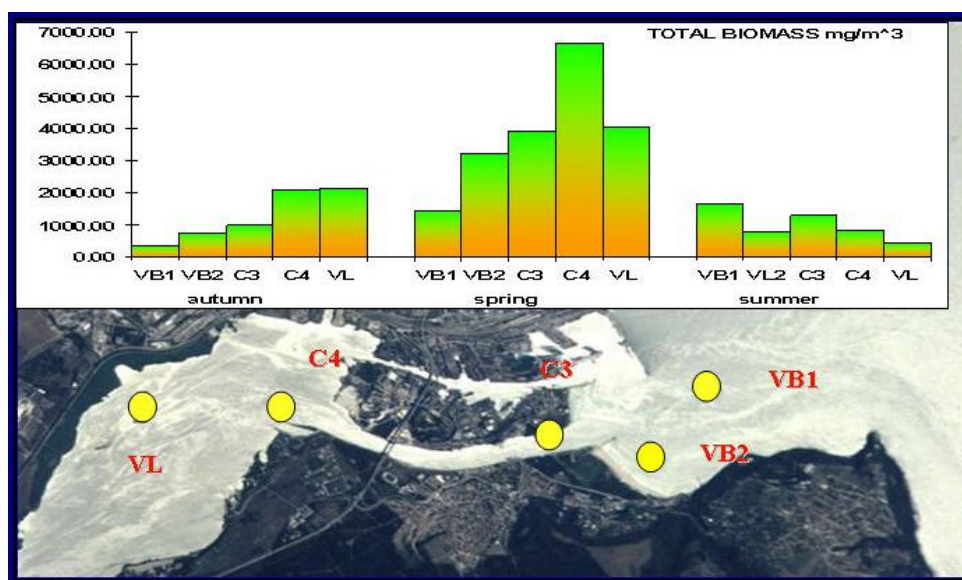 TOTAL BIOMASS mg/m^3
7000.00
6000.00
5000.00
4000.00
3000.00
2000.00
1000.00
0.00
VB1 VB2 C3 C4 VL VB1 VB2 C3 C4 VL VB1 VL2 C3 C4 VL
autumn spring summer
C4
C3
VB1
VL
VB2